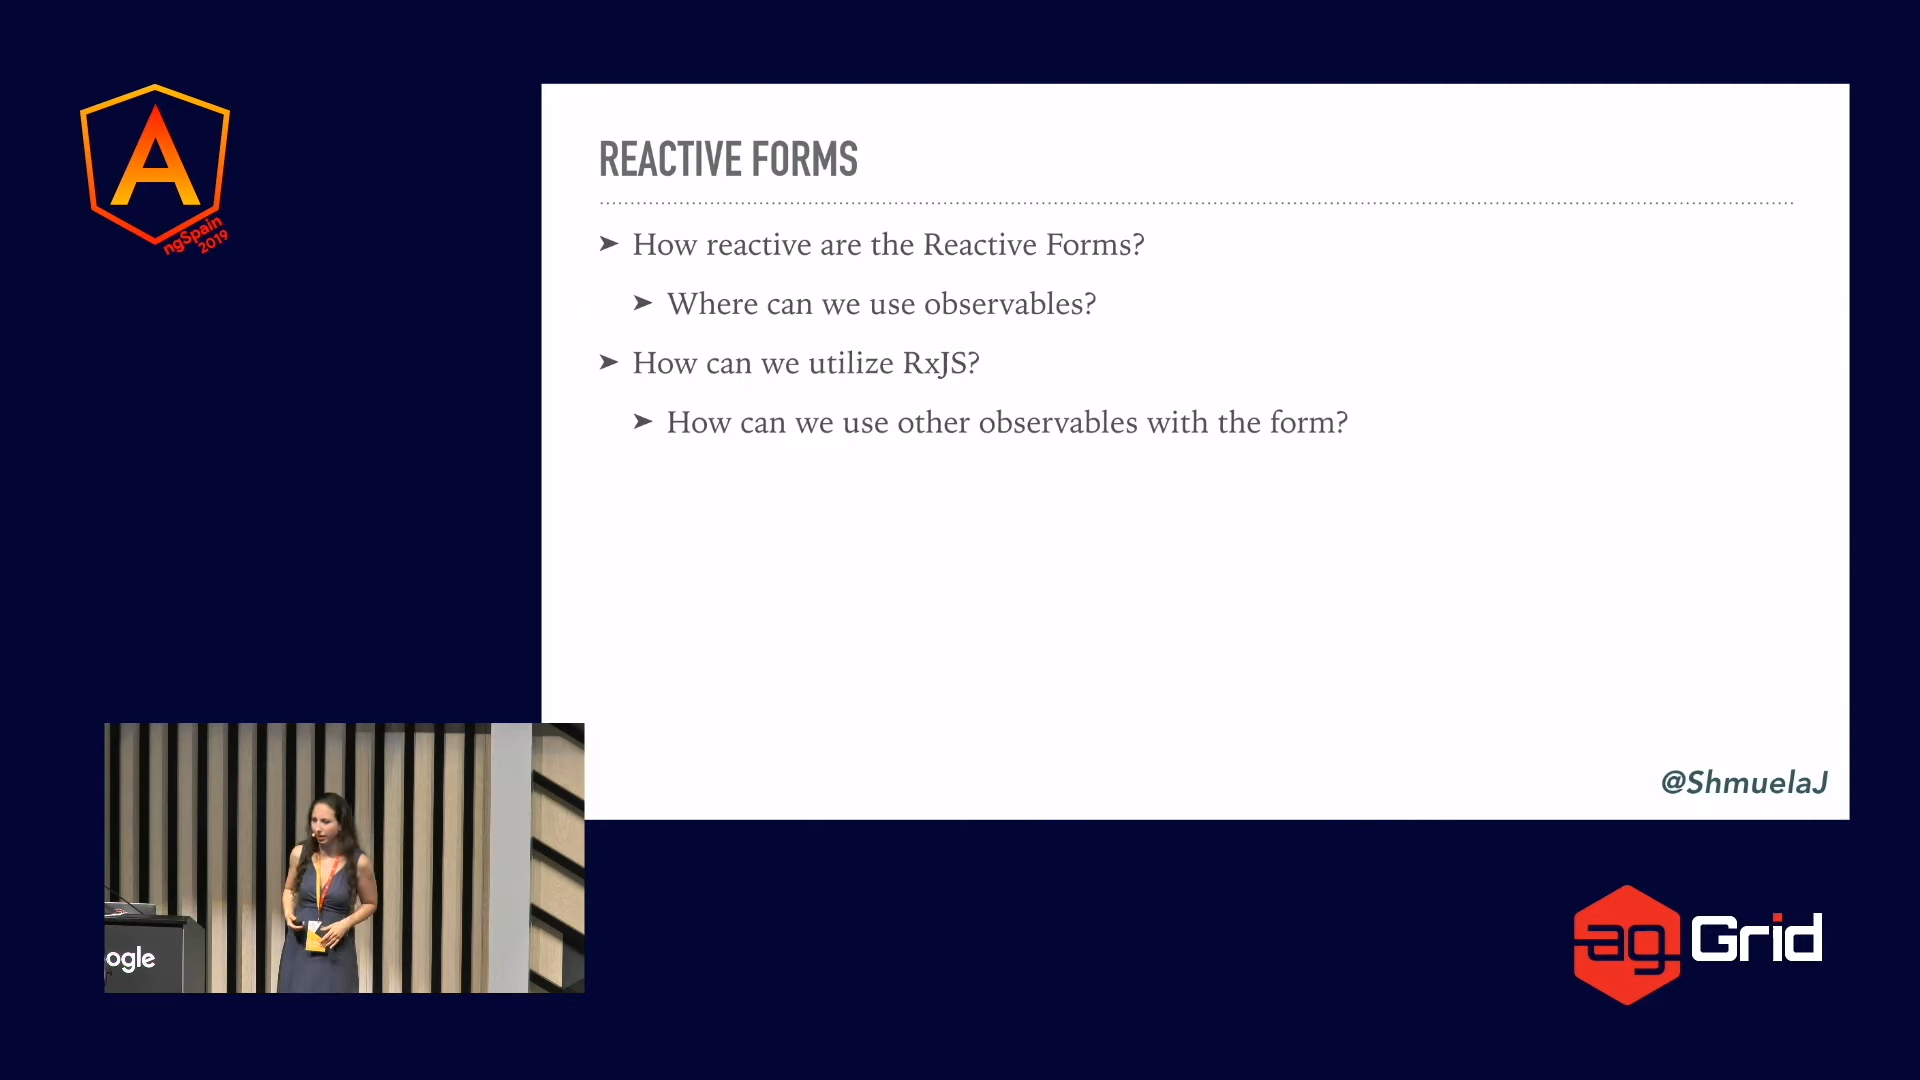 A
ngSpain
2019
REACTIVE FORMS
➤ How reactive are the Reactive Forms?
➤ Where can we use observables?
➤ How can we utilize RxJS?
➤ How can we use other observables with the form?
@ShmuelaJ
ogle
ag Grid